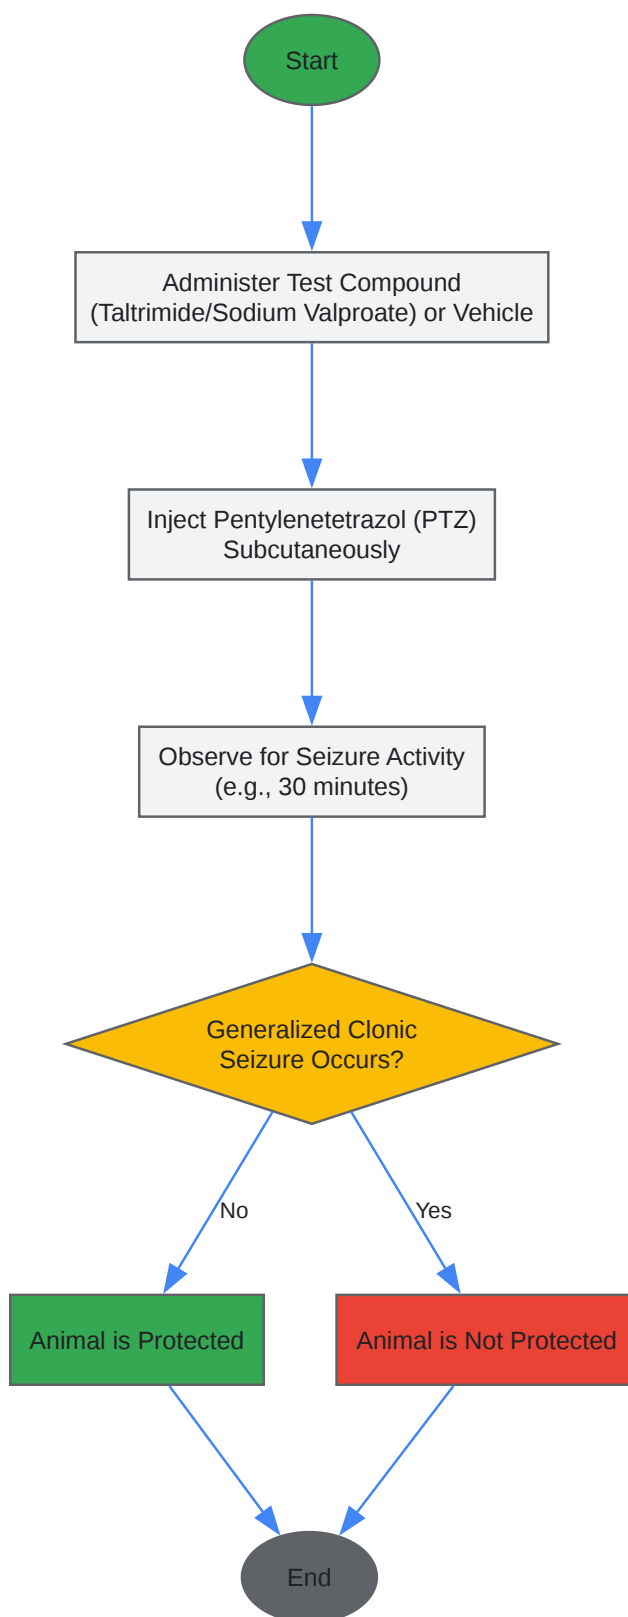 Start
Administer Test Compound
(Taltrimide/Sodium Valproate) or Vehicle
Inject Pentylenetetrazol (PTZ)
Subcutaneously
Observe for Seizure Activity
(e.g., 30 minutes)
Generalized Clonic
Seizure Occurs?
No
Yes
Animal is Protected
Animal is Not Protected
End